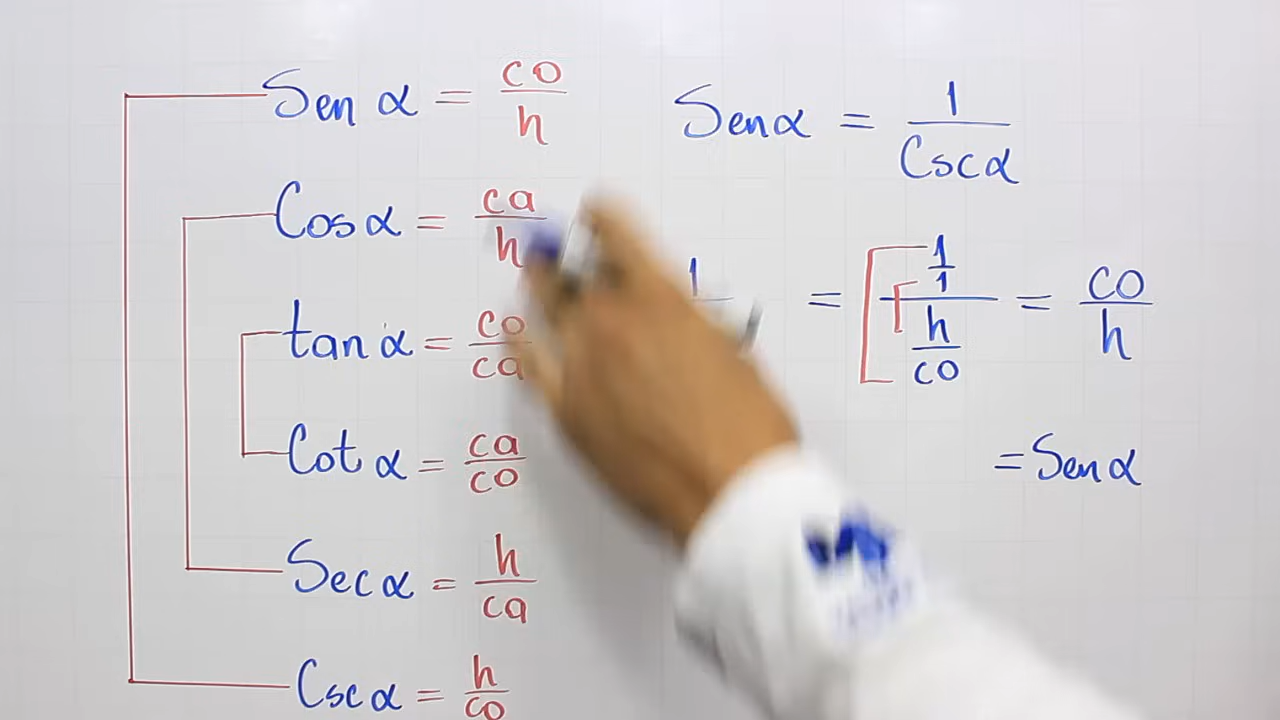 Sen α = co/h
Cos α = ca/h
tan α = co/ca
Cot α = ca/co
Sec α = h/ca
Csc α = h/co
Sen α = 1/Csc α
1
= (1/1)/(h/co) = co/h
= Sen α